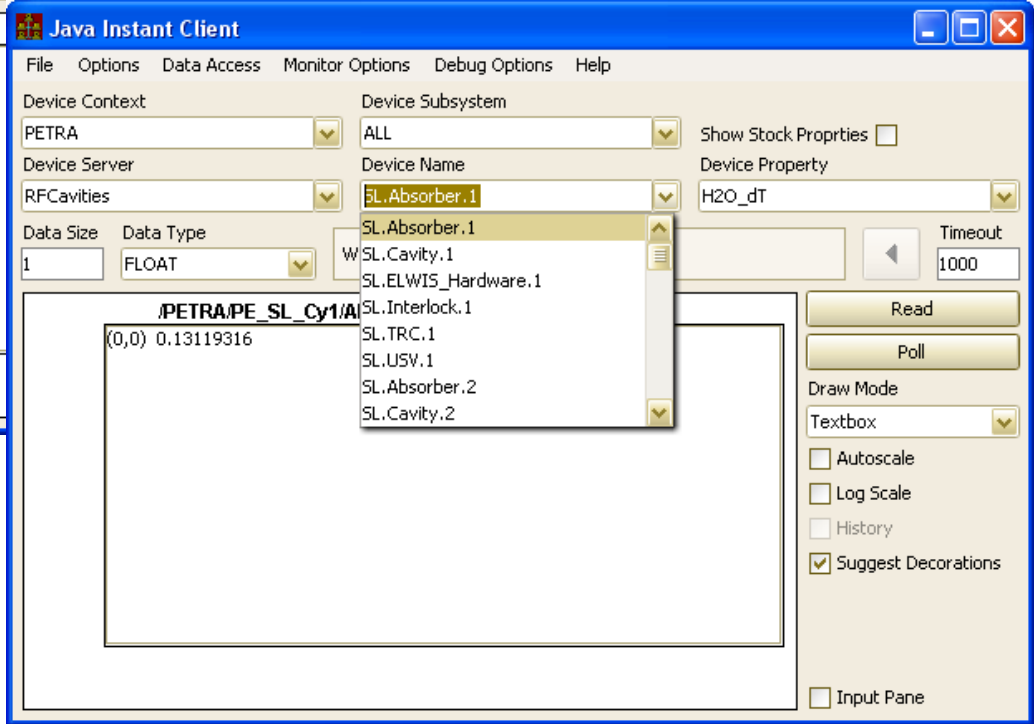 Java Instant Client
File Options Data Access Monitor Options Debug Options Help
Device Context Device Subsystem
PETRA ALL Show Stock Proprties
Device Server Device Name Device Property
RFCavities SL.Absorber.1 H2O_dT
Data Size Data Type Timeout
1 FLOAT W 1000
SL.Absorber.1
SL.Cavity.1
SL.ELWIS_Hardware.1
SL.Interlock.1
SL.TRC.1
SL.USV.1
SL.Absorber.2
SL.Cavity.2
/PETRA/PE_SL_Cy1/
(0,0) 0.13119316
Read
Poll
Draw Mode
Textbox
Autoscale
Log Scale
History
Suggest Decorations
Input Pane